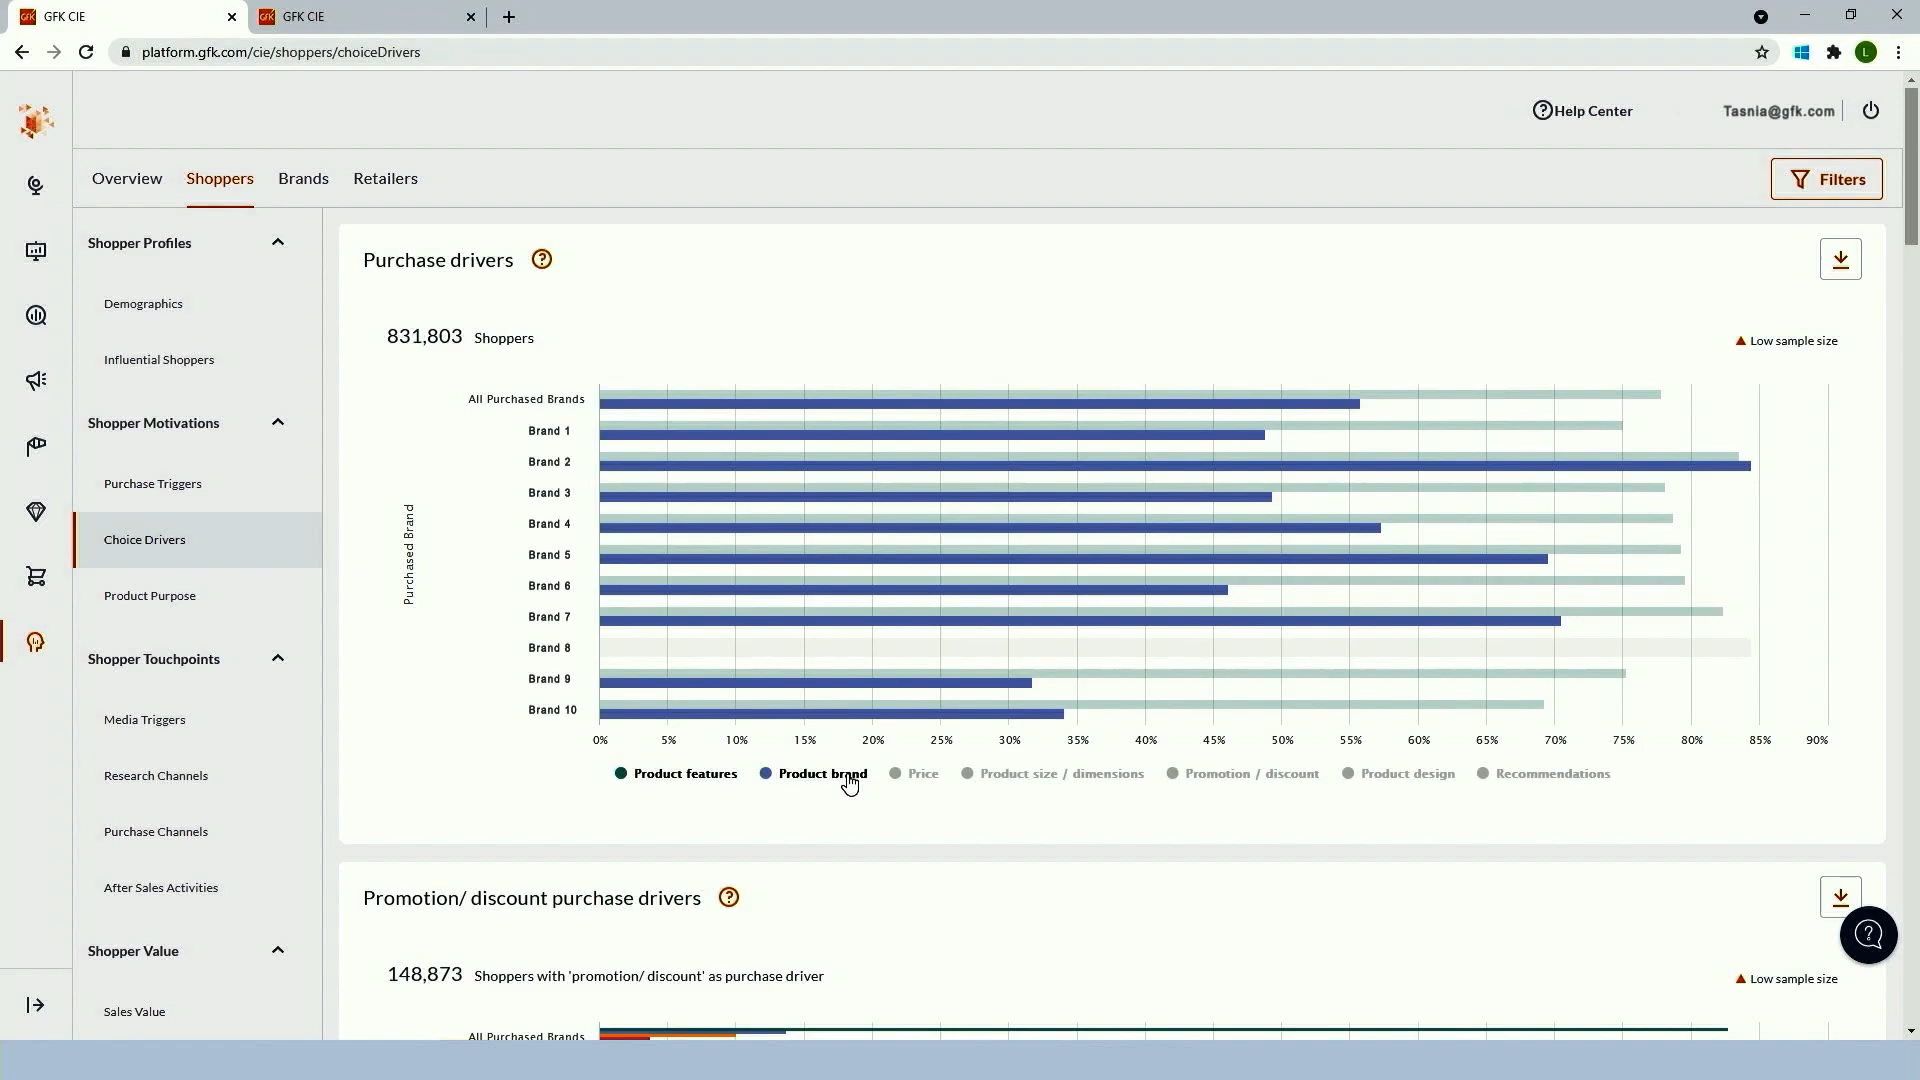 GFK CIE
GFK CIE
platform.gfk.com/cie/shoppers/choiceDrivers
L
Help Center
Tasnia@gfk.com
Overview Shoppers Brands Retailers
Filters
Shopper Profiles
Demographics
Influential Shoppers
Shopper Motivations
Purchase Triggers
Choice Drivers
Product Purpose
Shopper Touchpoints
Media Triggers
Research Channels
Purchase Channels
After Sales Activities
Shopper Value
Sales Value
Purchase drivers ?
831,803 Shoppers
Low sample size
Purchased Brand
All Purchased Brands
Brand 1
Brand 2
Brand 3
Brand 4
Brand 5
Brand 6
Brand 7
Brand 8
Brand 9
Brand 10
0% 5% 10% 15% 20% 25% 30% 35% 40% 45% 50% 55% 60% 65% 70% 75% 80% 85% 90%
Product features Product brand Price Product size / dimensions Promotion / discount Product design Recommendations
Promotion/ discount purchase drivers ?
148,873 Shoppers with 'promotion/ discount' as purchase driver
Low sample size
All Purchased Brands